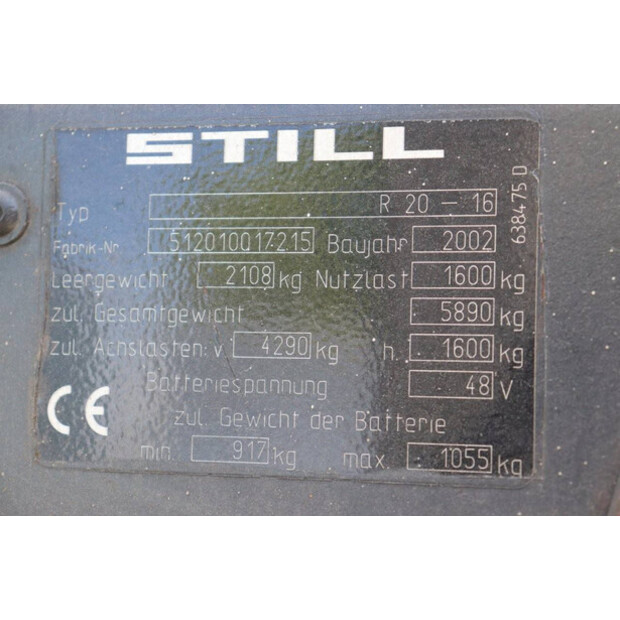 STILL
Typ R 20 - 16
Fabrik-Nr 512010017215 Baujahr 2002
Leergewicht 2108 kg Nutzlast 1600 kg
zul. Gesamtgewicht 5890 kg
zul. Achslasten: v. 4290 kg h. 1600 kg
Batteriespannung 48 V
CE
zul. Gewicht der Batterie
min. 917 kg max. 1055 kg
638475 D